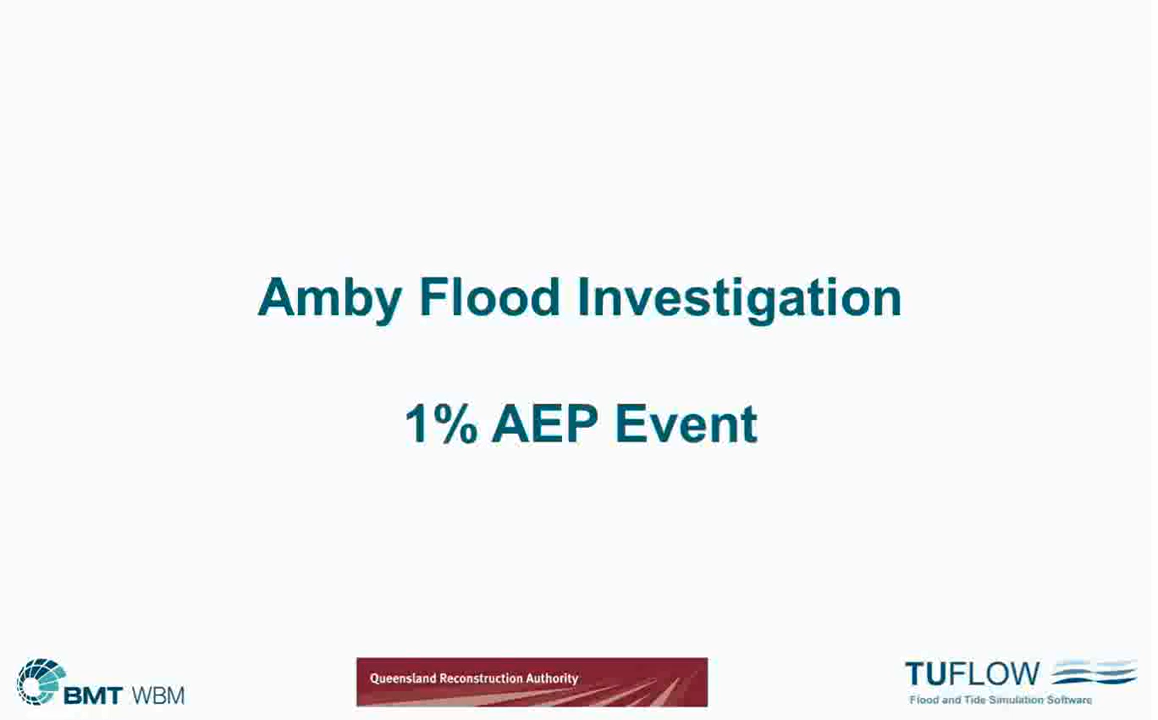 Amby Flood Investigation
1% AEP Event
BMT WBM
Queensland Reconstruction Authority
TUFLOW
Flood and Tide Simulation Software